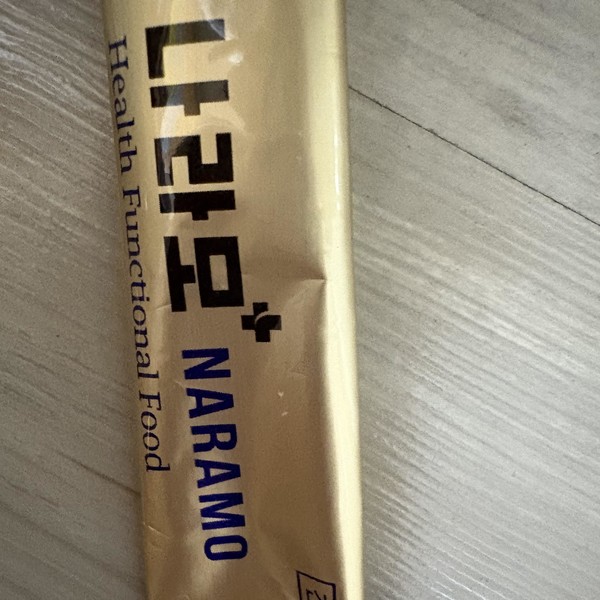 나라모 NARAMO
Health Functional Food